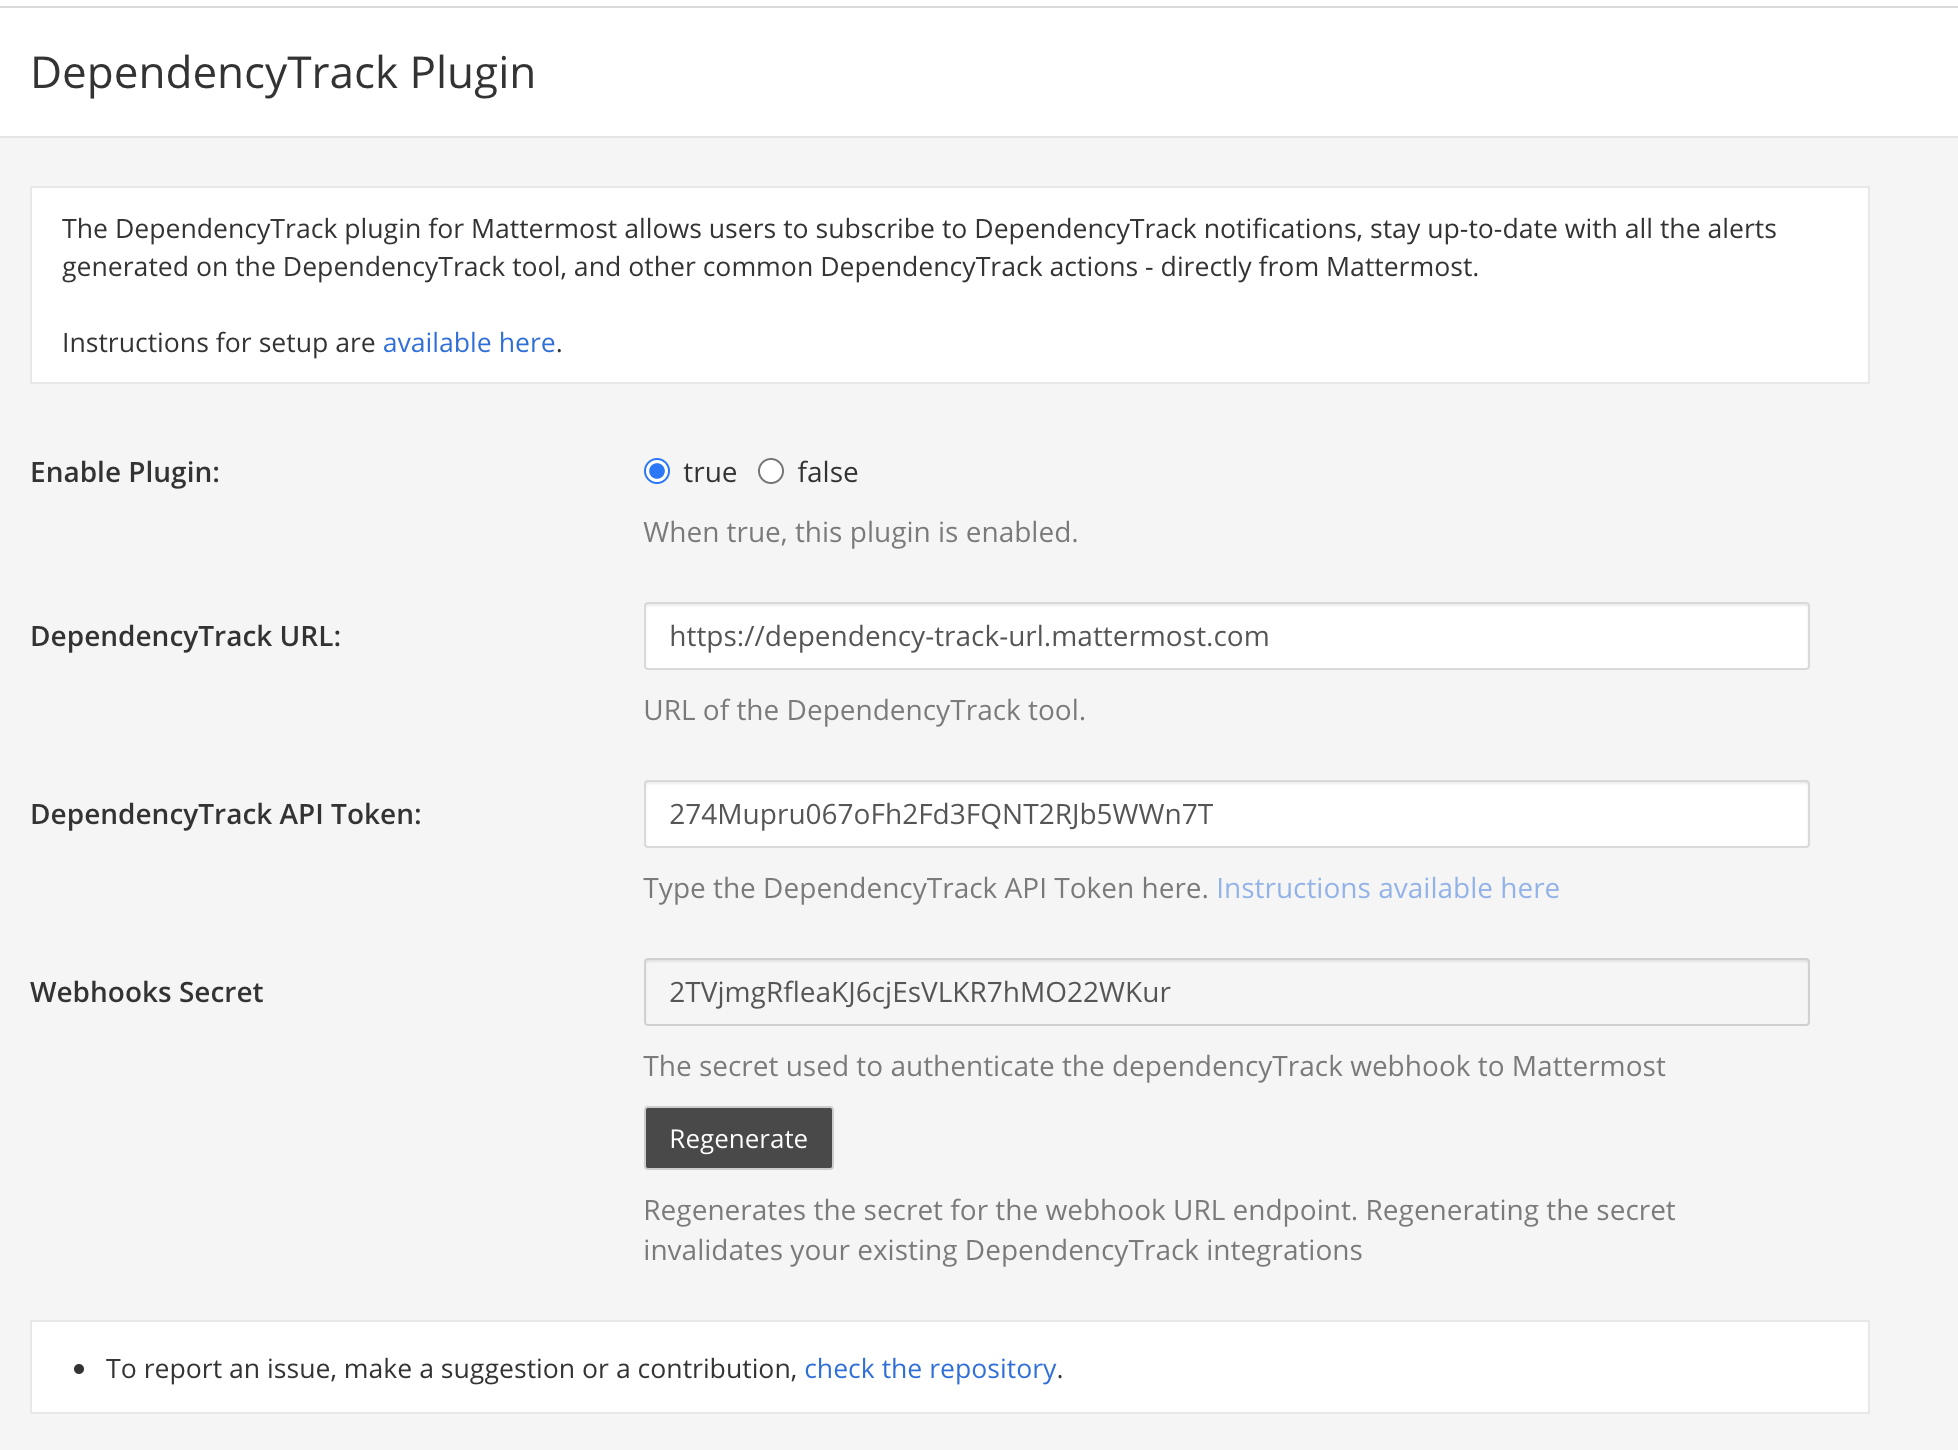 DependencyTrack Plugin
The DependencyTrack plugin for Mattermost allows users to subscribe to DependencyTrack notifications, stay up-to-date with all the alerts
generated on the DependencyTrack tool, and other common DependencyTrack actions - directly from Mattermost.
Instructions for setup are available here.
Enable Plugin:
true false
When true, this plugin is enabled.
DependencyTrack URL:
https://dependency-track-url.mattermost.com
URL of the DependencyTrack tool.
DependencyTrack API Token:
274Mupru067oFh2Fd3FQNT2RJb5WWn7T
Type the DependencyTrack API Token here. Instructions available here
Webhooks Secret
2TVjmgRfleaKJ6cjEsVLKR7hMO22WKur
The secret used to authenticate the dependencyTrack webhook to Mattermost
Regenerate
Regenerates the secret for the webhook URL endpoint. Regenerating the secret
invalidates your existing DependencyTrack integrations
• To report an issue, make a suggestion or a contribution, check the repository.